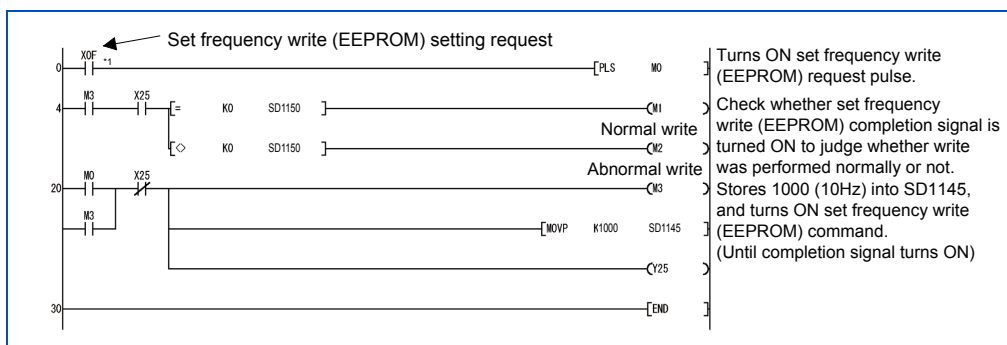 Set frequency write (EEPROM) setting request
X0F *1
0 [PLS M0 ] Turns ON set frequency write
(EEPROM) request pulse.
M3 X25
4 [= K0 SD1150 ] (M1 ) Check whether set frequency
Normal write write (EEPROM) completion signal is
[<> K0 SD1150 ] (M2 ) turned ON to judge whether write
Abnormal write was performed normally or not.
M0 X25
20 (M3 ) Stores 1000 (10Hz) into SD1145,
M3 and turns ON set frequency write
[MOVP K1000 SD1145 ] (EEPROM) command.
(Until completion signal turns ON)
(Y25 )
30 [END ]